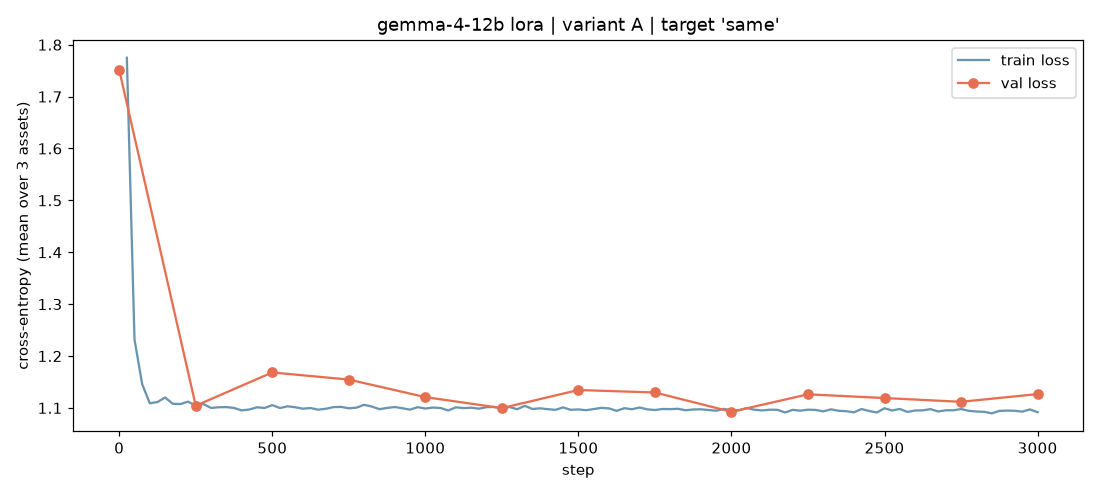 gemma-4-12b lora | variant A | target 'same'
train loss
val loss
cross-entropy (mean over 3 assets)
1.8
1.7
1.6
1.5
1.4
1.3
1.2
1.1
0 500 1000 1500 2000 2500 3000
step